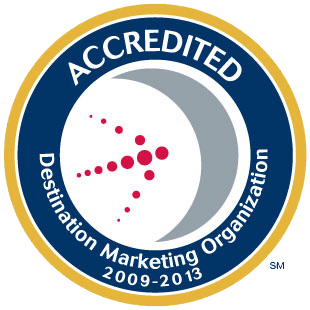 ACCREDITED
Destination Marketing Organization
2009-2013
SM